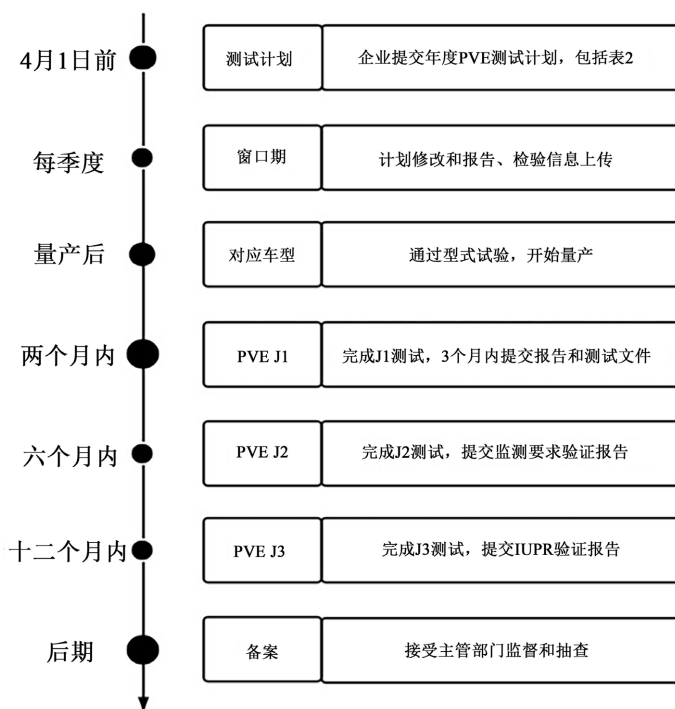 4月1日前 测试计划 企业提交年度PVE测试计划，包括表2
每季度 窗口期 计划修改和报告、检验信息上传
量产后 对应车型 通过型式试验，开始量产
两个月内 PVE J1 完成J1测试，3个月内提交报告和测试文件
六个月内 PVE J2 完成J2测试，提交监测要求验证报告
十二个月内 PVE J3 完成J3测试，提交IUPR验证报告
后期 备案 接受主管部门监督和抽查